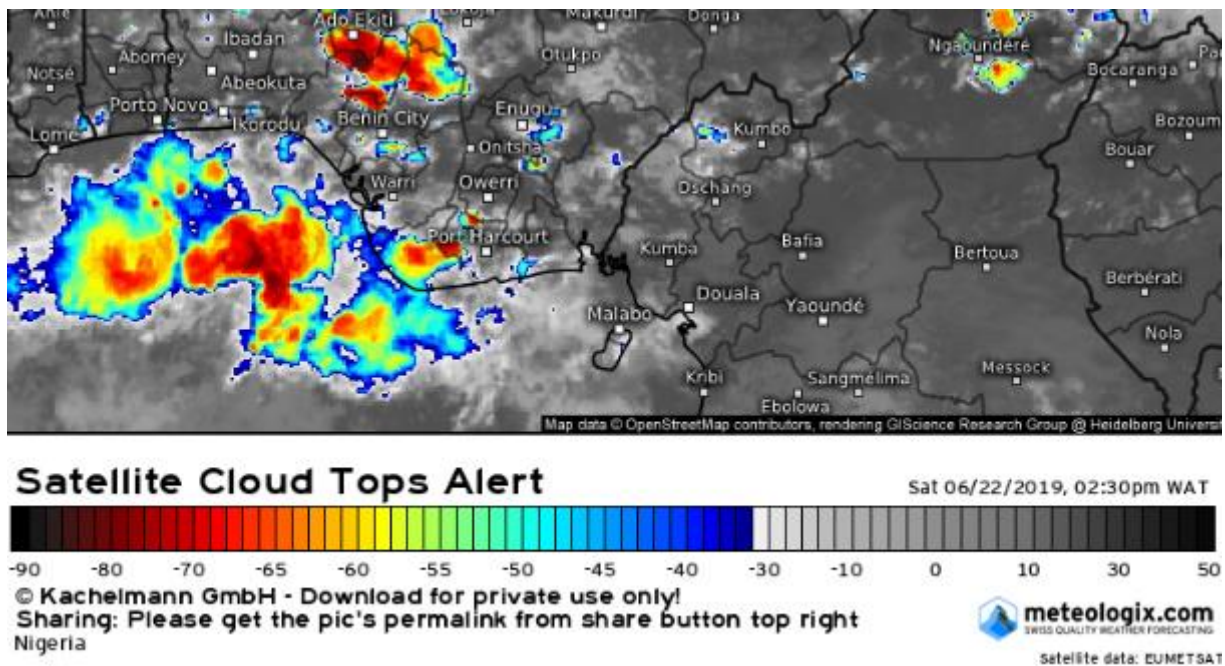 Ado Ekiti
Makurdi
Donga
Ibadan
Otukpo
Ngaoundéré
Abomey
Notsé
Abeokuta
Bocaranga
Porto Novo
Enugu
Lomé
Ikorodu
Benin City
Kumbo
Bozoum
Onitsha
Bouar
Warri
Owerri
Dschang
Port Harcourt
Kumba
Bafia
Bertoua
Berbérati
Douala
Malabo
Yaoundé
Nola
Messock
Kribi
Sangmélima
Ebolowa
Map data © OpenStreetMap contributors, rendering GIScience Research Group @ Heidelberg Universit
Satellite Cloud Tops Alert
Sat 06/22/2019, 02:30pm WAT
-90 -80 -70 -65 -60 -55 -50 -45 -40 -30 -10 0 10 30 50
© Kachelmann GmbH - Download for private use only!
Sharing: Please get the pic's permalink from share button top right
Nigeria
meteologix.com
SWISS QUALITY WEATHER FORECASTING
Satellite data: EUMETSAT